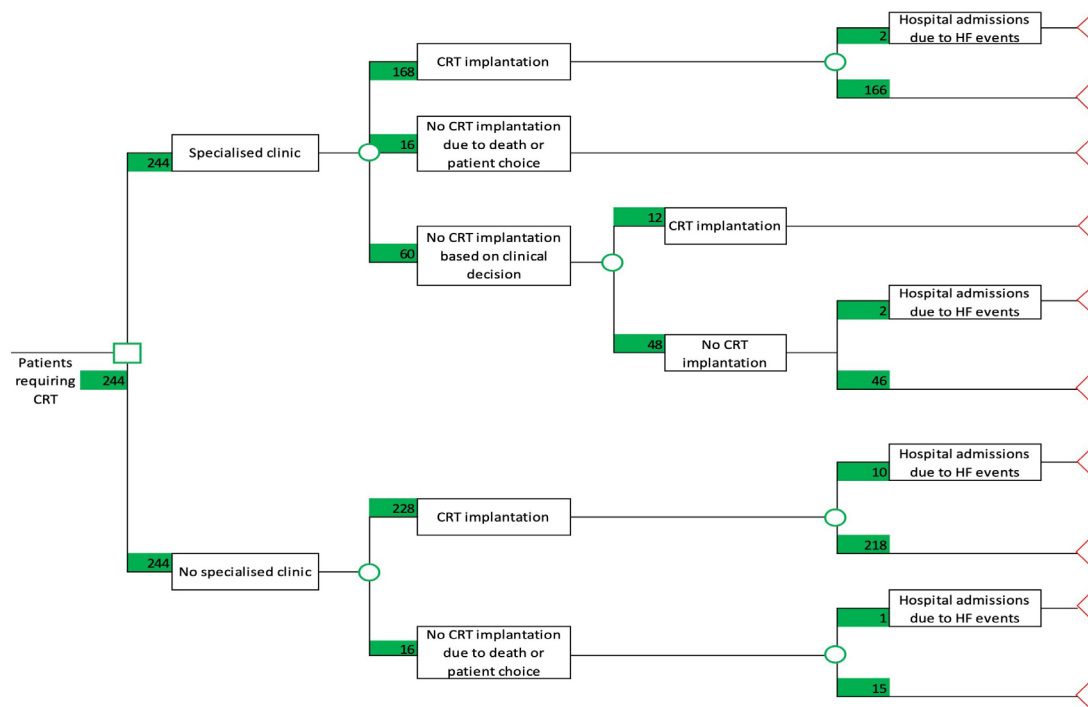 Hospital admissions
due to HF events
2
CRT implantation
168
166
No CRT implantation
due to death or
patient choice
16
Specialised clinic
244
12
CRT implantation
No CRT implantation
based on clinical
decision
60
Hospital admissions
due to HF events
2
48
No CRT
implantation
46
Patients
requiring
CRT
244
Hospital admissions
due to HF events
10
228
CRT implantation
218
244
No specialised clinic
Hospital admissions
due to HF events
1
16
No CRT implantation
due to death or
patient choice
15